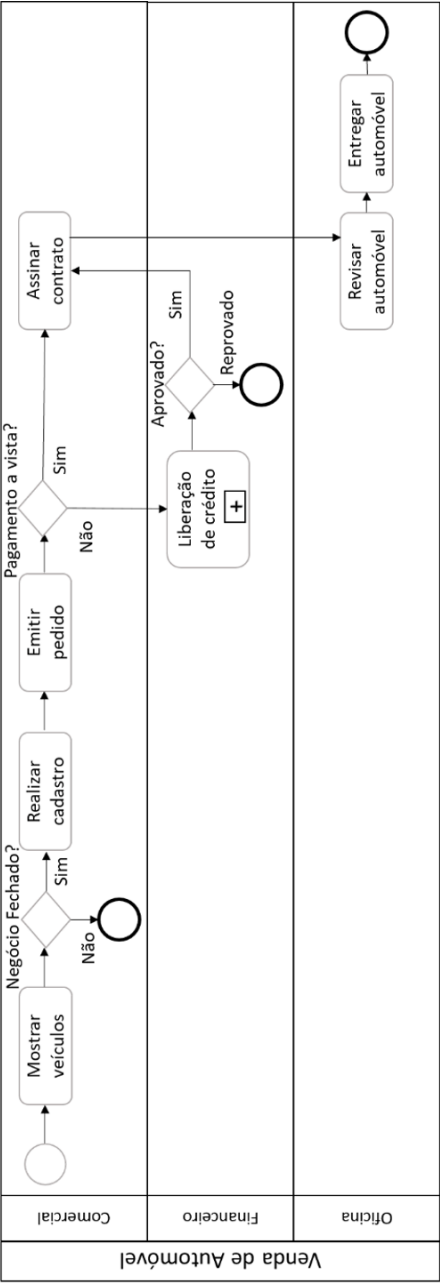 Venda de Automóvel
Comercial
Mostrar
veículos
Negócio Fechado?
Sim
Não
Realizar
cadastro
Emitir
pedido
Pagamento a vista?
Sim
Não
Assinar
contrato
Financeiro
Liberação
de crédito
+
Aprovado?
Sim
Reprovado
Oficina
Revisar
automóvel
Entregar
automóvel